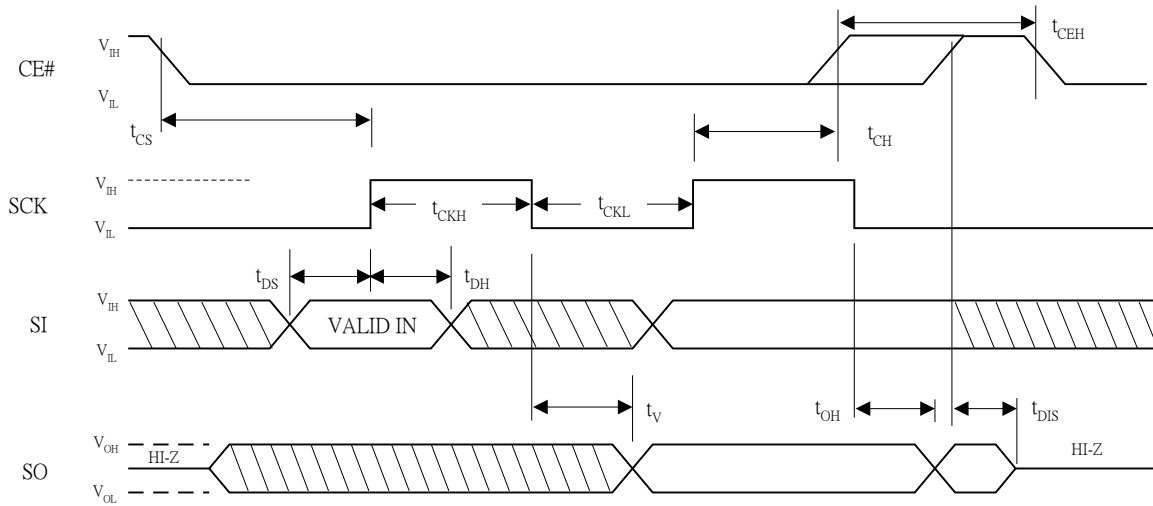 V_IH
t_CEH
CE#
V_IL
t_CS
t_CH
V_IH
SCK
t_CKH
t_CKL
V_IL
t_DS
t_DH
V_IH
SI
VALID IN
V_IL
t_V
t_OH
t_DIS
V_OH
HI-Z
HI-Z
SO
V_OL